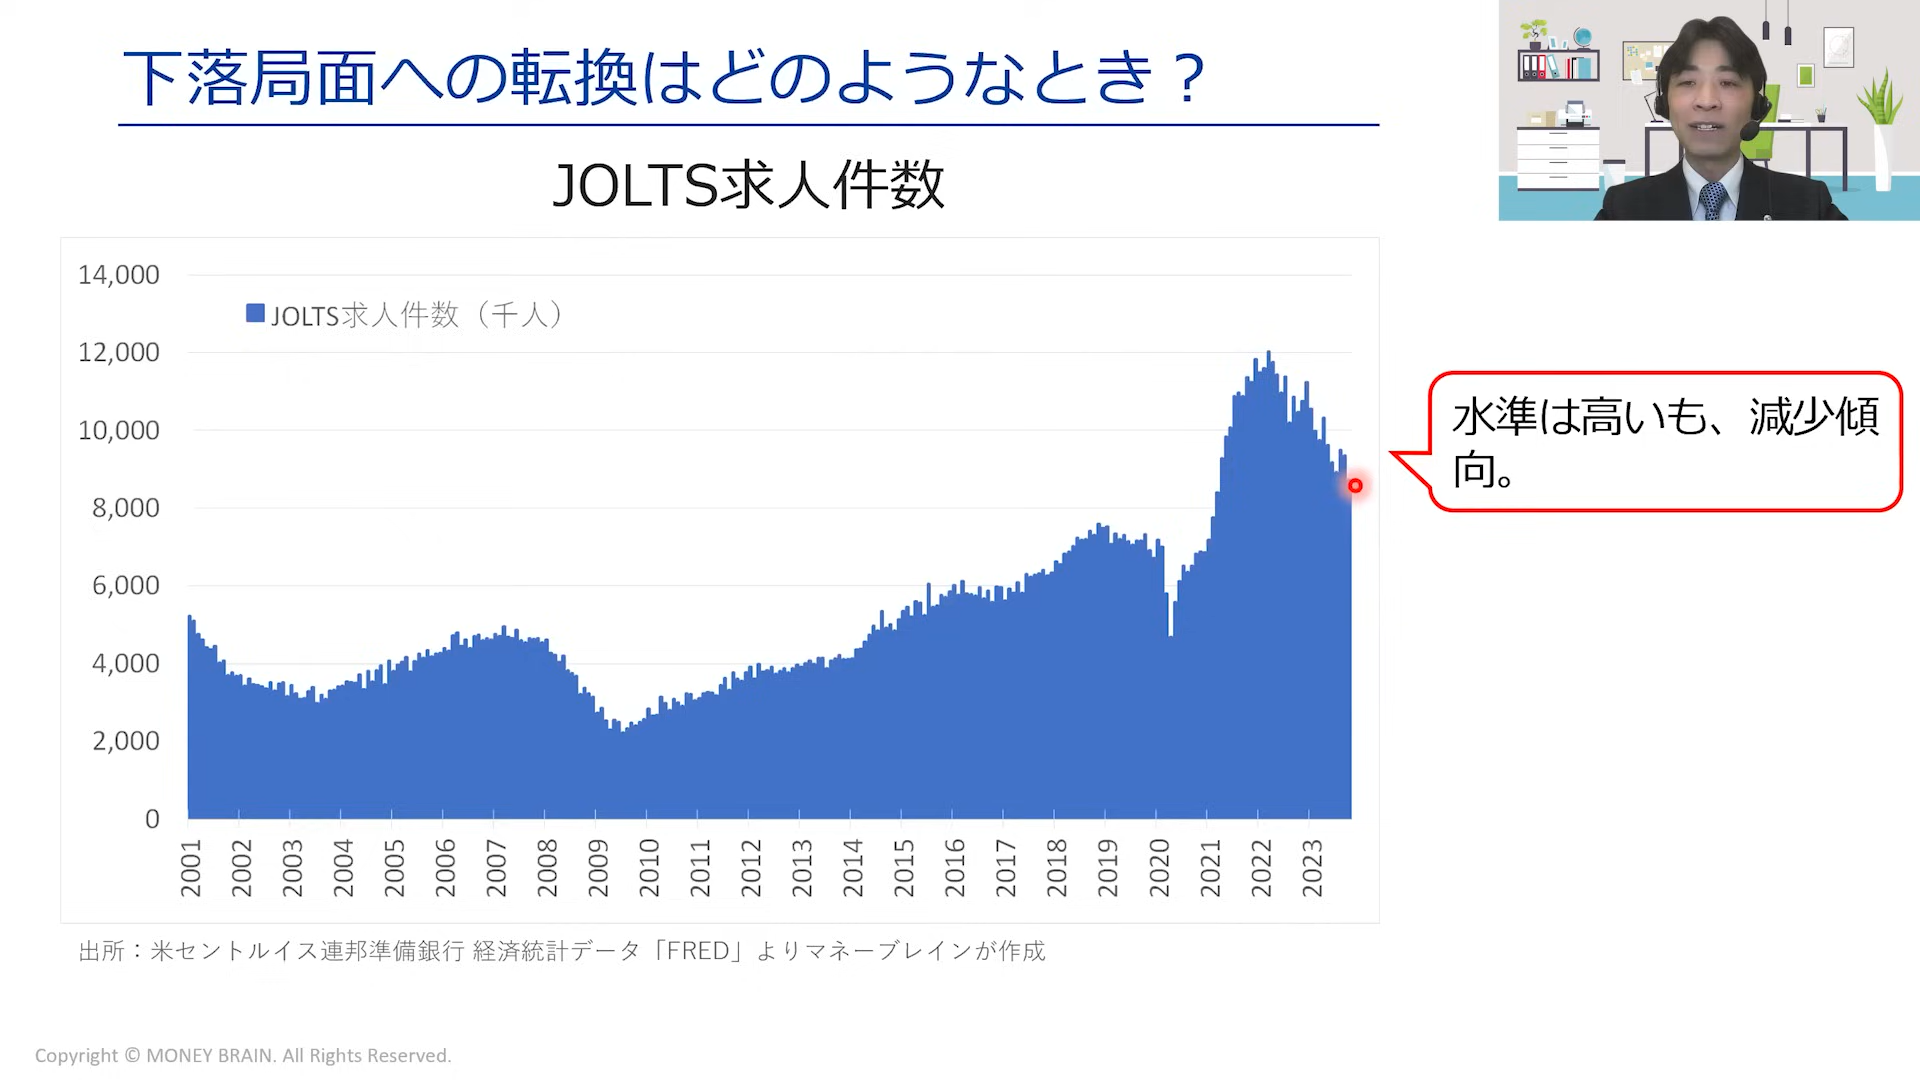 下落局面への転換はどのようなとき？
JOLTS求人件数
JOLTS求人件数（千人）
14,000
12,000
10,000
8,000
6,000
4,000
2,000
0
2001 2002 2003 2004 2005 2006 2007 2008 2009 2010 2011 2012 2013 2014 2015 2016 2017 2018 2019 2020 2021 2022 2023
水準は高いも、減少傾
向。
出所：米セントルイス連邦準備銀行 経済統計データ「FRED」よりマネーブレインが作成
Copyright © MONEY BRAIN. All Rights Reserved.